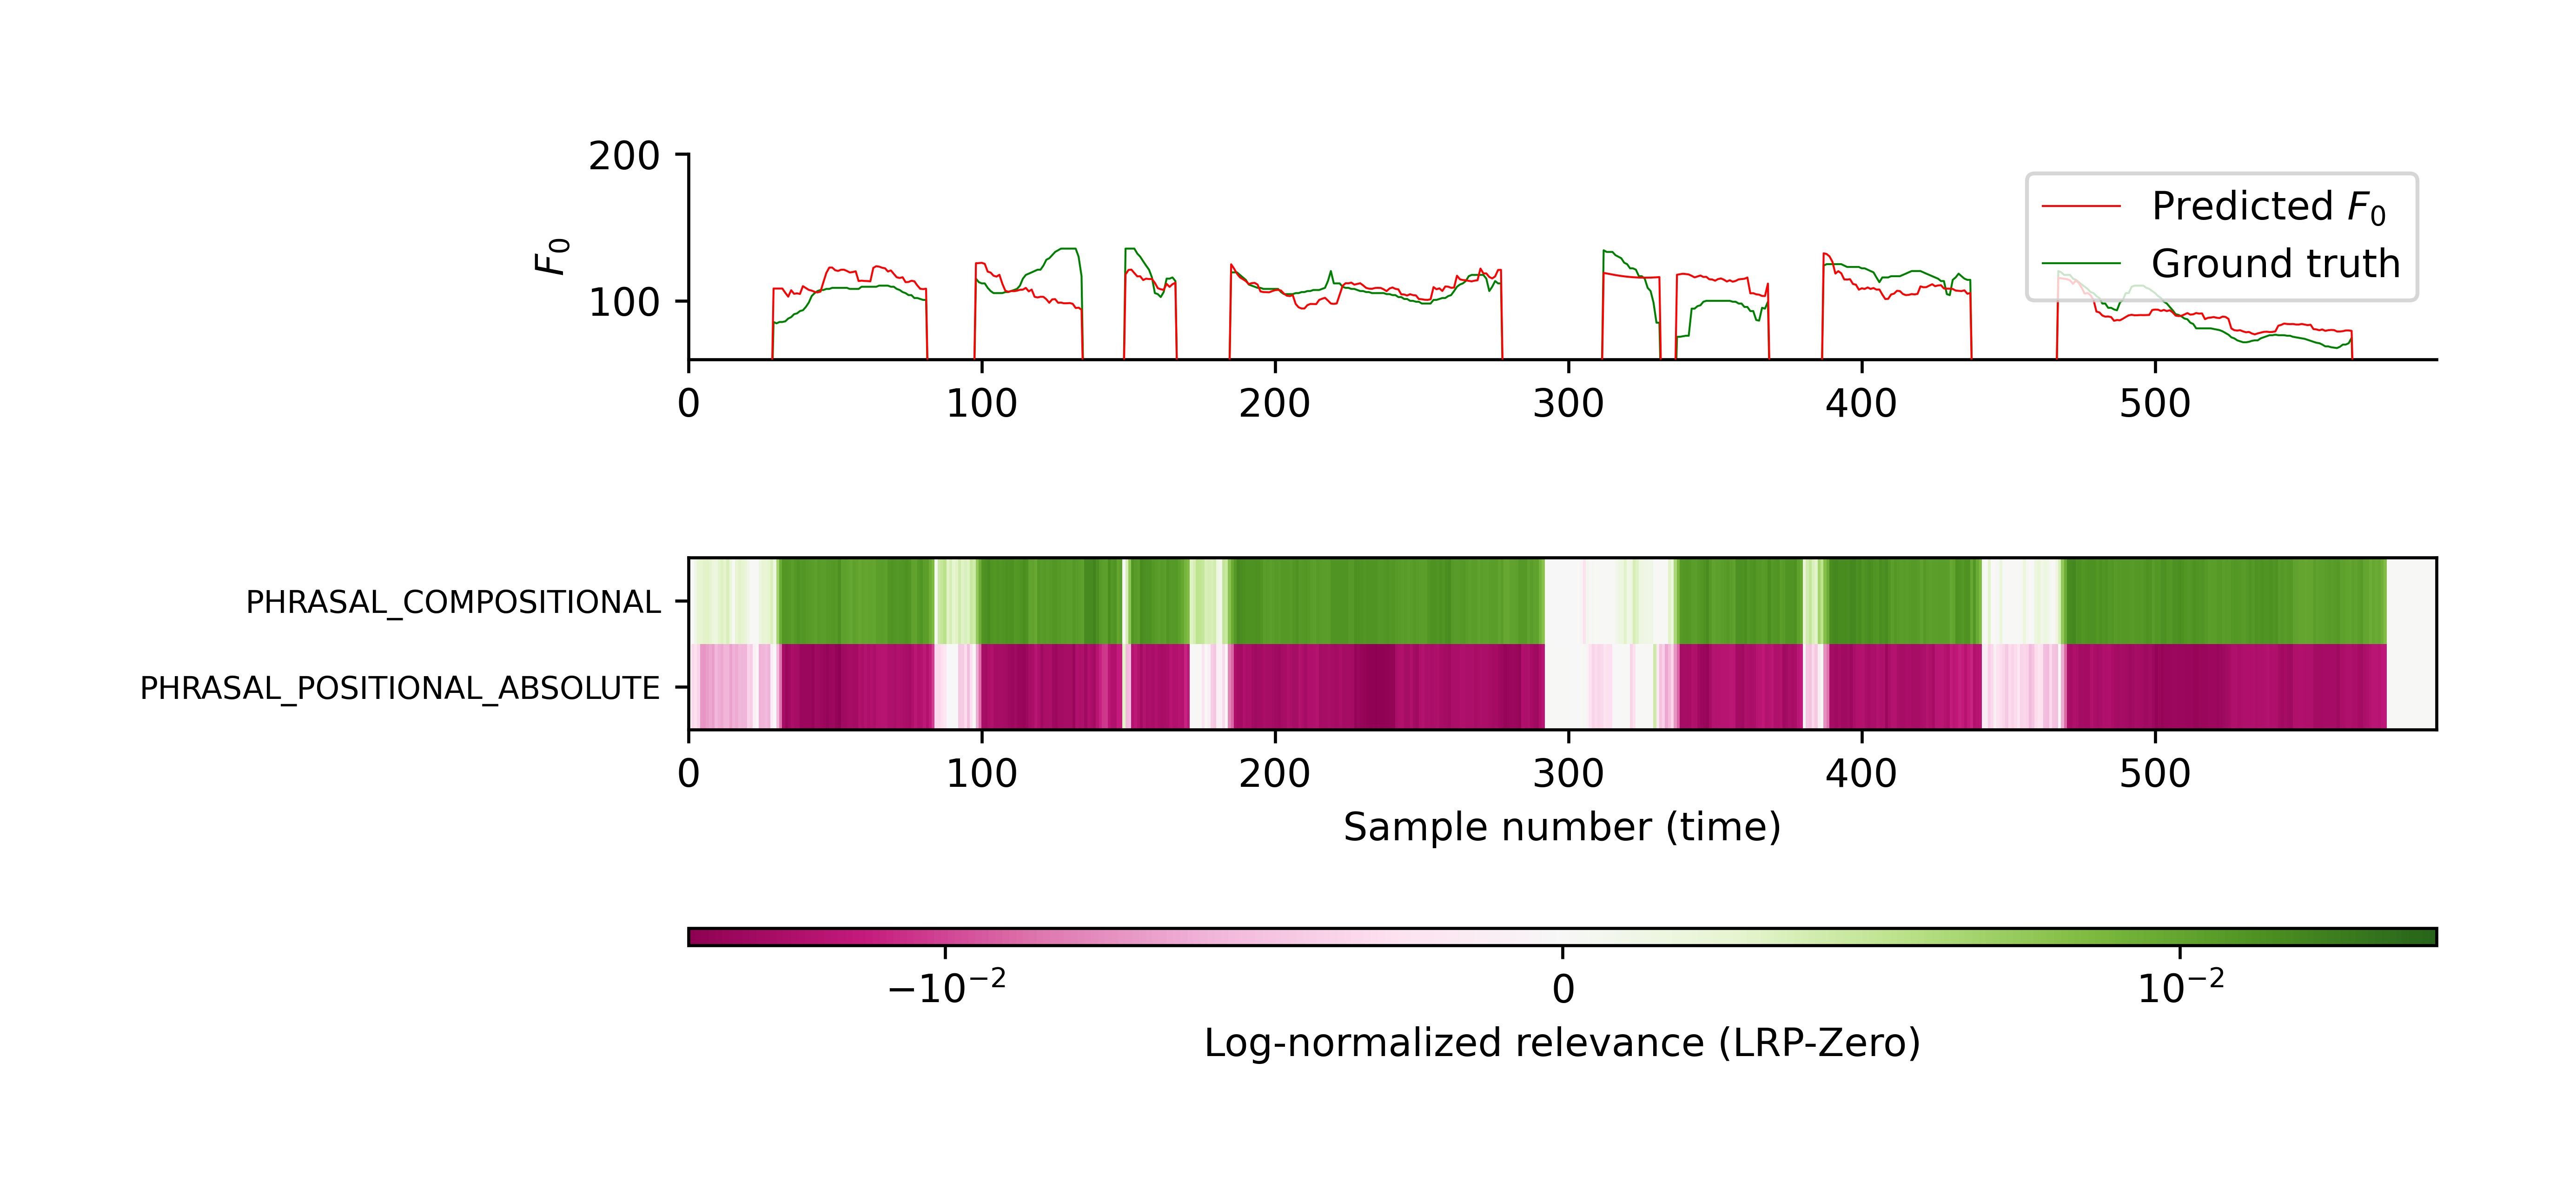 200
100
F₀
Predicted F₀
Ground truth
0 100 200 300 400 500
PHRASAL_COMPOSITIONAL
PHRASAL_POSITIONAL_ABSOLUTE
0 100 200 300 400 500
Sample number (time)
−10⁻² 0 10⁻²
Log-normalized relevance (LRP-Zero)